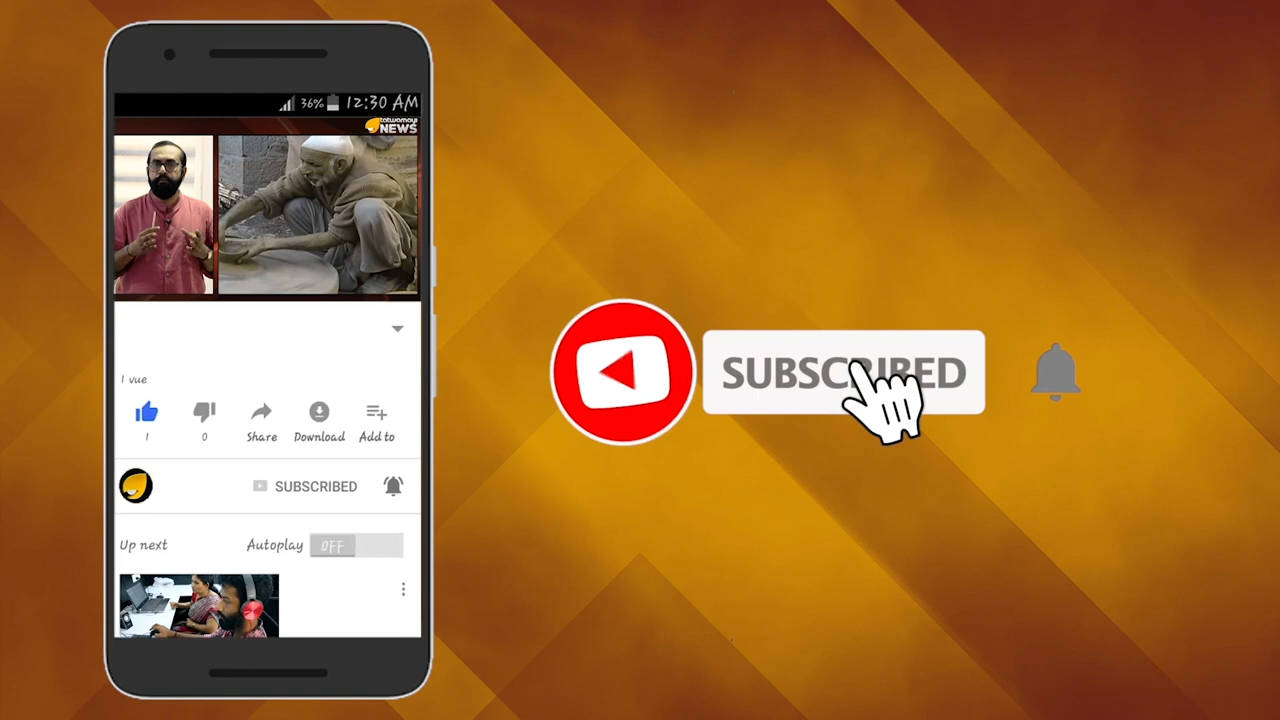 36% 12:30 AM
tatwamayi
NEWS
1 vue
1
0
Share
Download
Add to
SUBSCRIBED
Up next
Autoplay
OFF
SUBSCRIBED